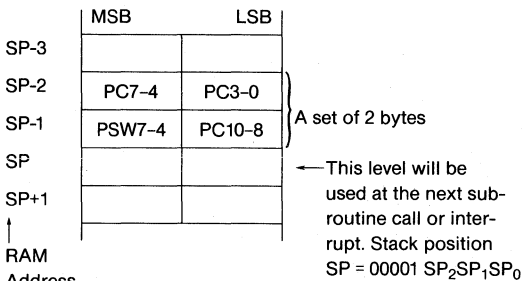 MSB LSB
SP-3
SP-2 PC7-4 PC3-0
A set of 2 bytes
SP-1 PSW7-4 PC10-8
SP
This level will be
SP+1
used at the next sub-
routine call or inter-
RAM
rupt. Stack position
Address
SP = 00001 SP₂SP₁SP₀